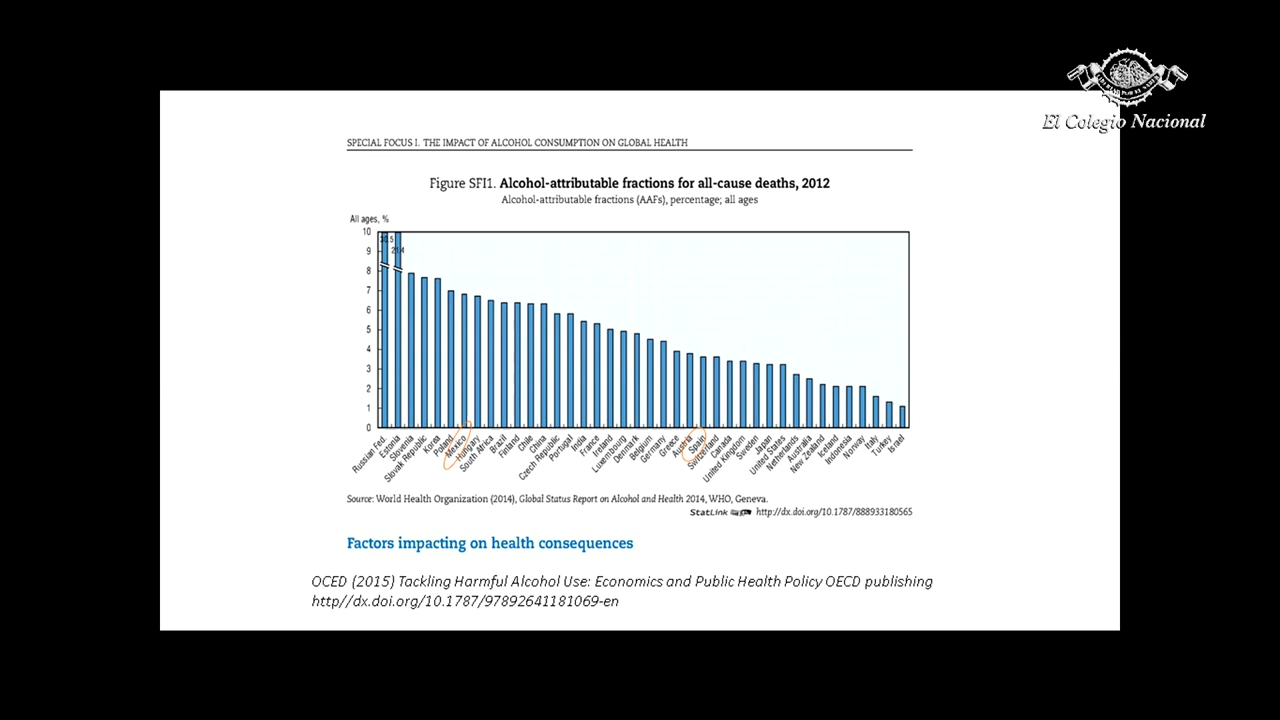 El Colegio Nacional
SPECIAL FOCUS I. THE IMPACT OF ALCOHOL CONSUMPTION ON GLOBAL HEALTH
Figure SFI1. Alcohol-attributable fractions for all-cause deaths, 2012
Alcohol-attributable fractions (AAFs), percentage; all ages
All ages, %
10
9
8
7
6
5
4
3
2
1
0
Russian Fed.
Estonia
Slovenia
Slovak Republic
Korea
Poland
Mexico
Hungary
South Africa
Brazil
Finland
Chile
China
Czech Republic
Portugal
India
France
Ireland
Luxembourg
Denmark
Belgium
Germany
Greece
Austria
Spain
Switzerland
Canada
United Kingdom
Sweden
Japan
United States
Netherlands
Australia
New Zealand
Iceland
Indonesia
Norway
Italy
Turkey
Israel
Source: World Health Organization (2014), Global Status Report on Alcohol and Health 2014, WHO, Geneva.
StatLink http://dx.doi.org/10.1787/888933180565
Factors impacting on health consequences
OCED (2015) Tackling Harmful Alcohol Use: Economics and Public Health Policy OECD publishing
http//dx.doi.org/10.1787/97892641181069-en